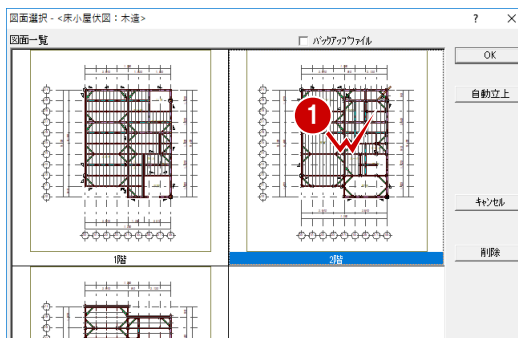 図面選択 - <床小屋伏図：木造>
図面一覧
バックアップファイル
OK
自動立上
キャンセル
削除
1
1階
2階